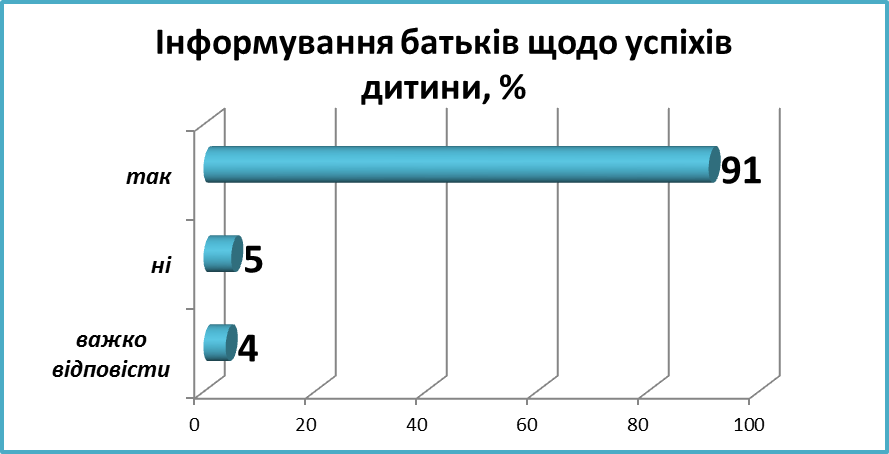 Інформування батьків щодо успіхів
дитини, %
так
91
ні
5
важко
відповісти
4
0 20 40 60 80 100